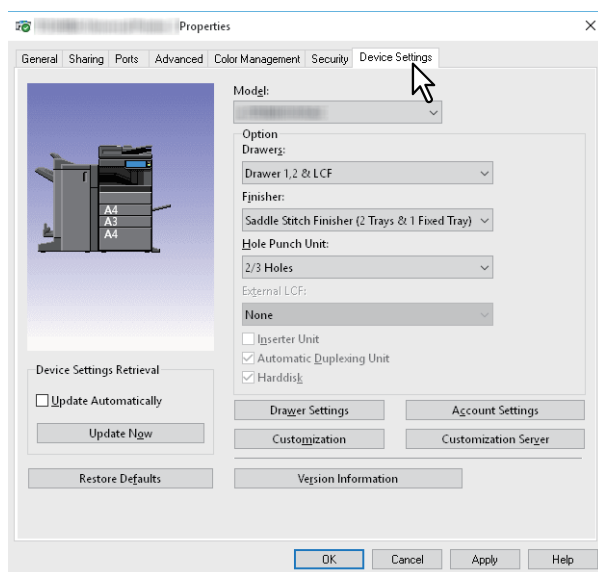 Properties
General Sharing Ports Advanced Color Management Security Device Settings
Model:
Option
Drawers:
Drawer 1,2 & LCF
Finisher:
Saddle Stitch Finisher (2 Trays & 1 Fixed Tray)
Hole Punch Unit:
2/3 Holes
External LCF:
None
Inserter Unit
Automatic Duplexing Unit
Harddisk
A4
A3
A4
Device Settings Retrieval
Update Automatically
Update Now
Drawer Settings Account Settings
Customization Customization Server
Restore Defaults Version Information
OK Cancel Apply Help